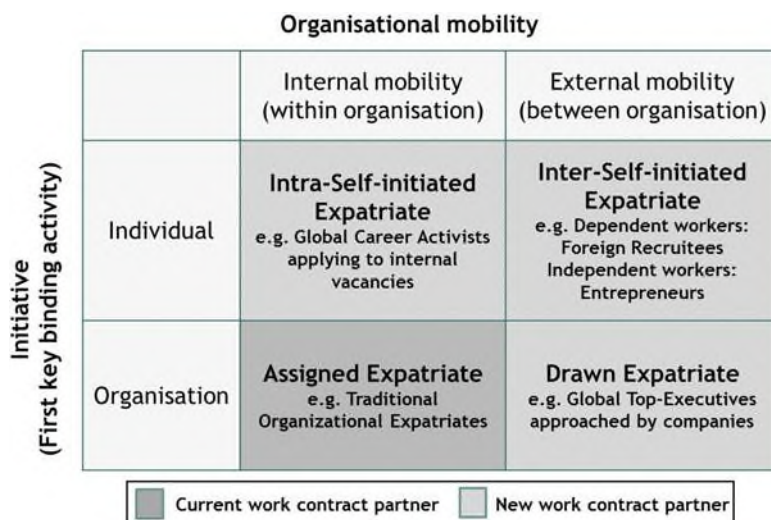 Organisational mobility
Internal mobility
(within organisation)
External mobility
(between organisation)
Initiative
(First key binding activity)
Individual
Intra-Self-initiated
Expatriate
e.g. Global Career Activists
applying to internal
vacancies
Inter-Self-initiated
Expatriate
e.g. Dependent workers:
Foreign Recruitees
Independent workers:
Entrepreneurs
Organisation
Assigned Expatriate
e.g. Traditional
Organizational Expatriates
Drawn Expatriate
e.g. Global Top-Executives
approached by companies
Current work contract partner
New work contract partner